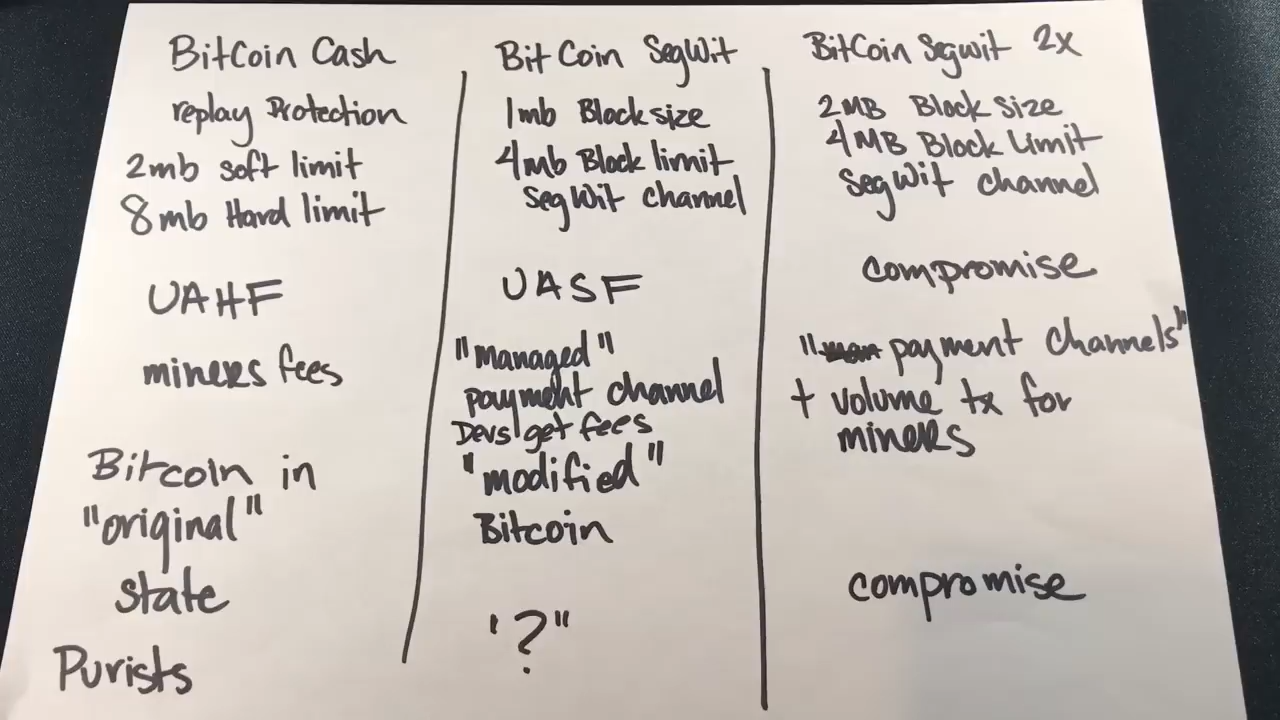 BitCoin Cash
replay Protection
2mb soft limit
8mb Hard limit
UAHF
miners fees
Bitcoin in
"original"
state
Purists
Bit Coin SegWit
1mb Block size
4mb Block limit
SegWit channel
UASF
"managed"
payment channel
Devs get fees
"modified"
Bitcoin
'?"
BitCoin Segwit 2x
2MB Block Size
4MB Block Limit
SegWit channel
compromise
"payment channels"
+ volume tx for
miners
compromise